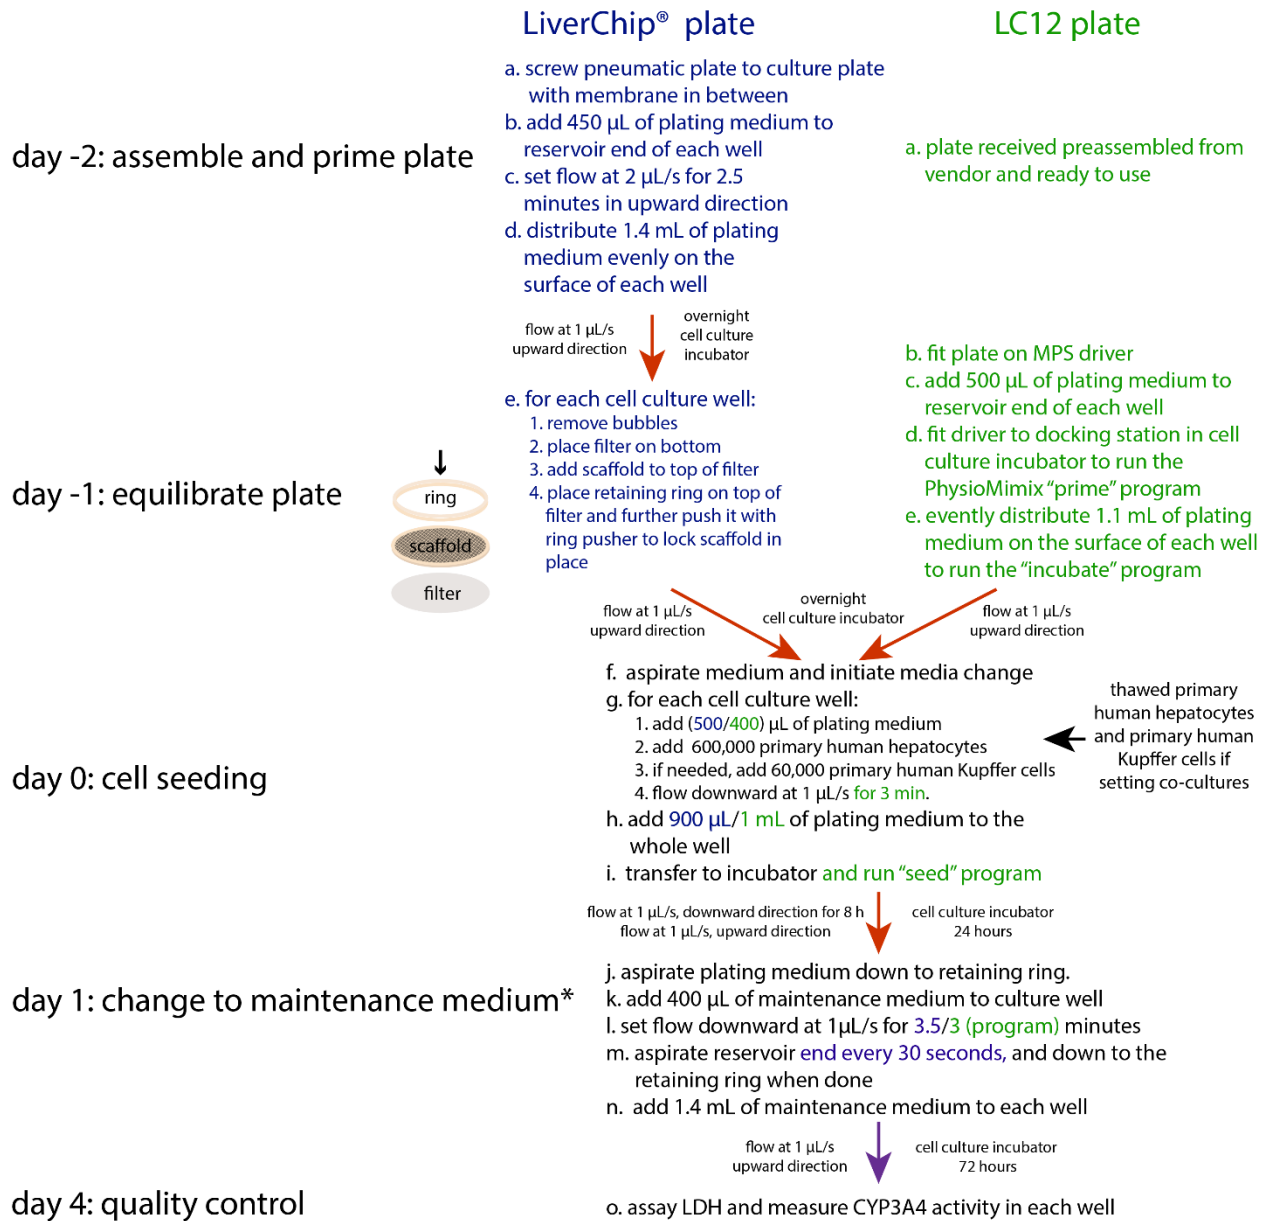 LiverChip® plate
LC12 plate
day -2: assemble and prime plate
a. screw pneumatic plate to culture plate
with membrane in between
b. add 450 µL of plating medium to
reservoir end of each well
c. set flow at 2 µL/s for 2.5
minutes in upward direction
d. distribute 1.4 mL of plating
medium evenly on the
surface of each well
a. plate received preassembled from
vendor and ready to use
flow at 1 µL/s
upward direction
overnight
cell culture
incubator
day -1: equilibrate plate
ring
scaffold
filter
e. for each cell culture well:
1. remove bubbles
2. place filter on bottom
3. add scaffold to top of filter
4. place retaining ring on top of
filter and further push it with
ring pusher to lock scaffold in
place
b. fit plate on MPS driver
c. add 500 µL of plating medium to
reservoir end of each well
d. fit driver to docking station in cell
culture incubator to run the
PhysioMimix “prime” program
e. evently distribute 1.1 mL of plating
medium on the surface of each well
to run the “incubate” program
flow at 1 µL/s
upward direction
overnight
cell culture incubator
flow at 1 µL/s
upward direction
day 0: cell seeding
f. aspirate medium and initiate media change
g. for each cell culture well:
1. add (500/400) µL of plating medium
2. add 600,000 primary human hepatocytes
3. if needed, add 60,000 primary human Kupffer cells
4. flow downward at 1 µL/s for 3 min.
h. add 900 µL/1 mL of plating medium to the
whole well
i. transfer to incubator and run “seed” program
thawed primary
human hepatocytes
and primary human
Kupffer cells if
setting co-cultures
flow at 1 µL/s, downward direction for 8 h
flow at 1 µL/s, upward direction
cell culture incubator
24 hours
day 1: change to maintenance medium*
j. aspirate plating medium down to retaining ring.
k. add 400 µL of maintenance medium to culture well
l. set flow downward at 1µL/s for 3.5/3 (program) minutes
m. aspirate reservoir end every 30 seconds, and down to the
retaining ring when done
n. add 1.4 mL of maintenance medium to each well
flow at 1 µL/s
upward direction
cell culture incubator
72 hours
day 4: quality control
o. assay LDH and measure CYP3A4 activity in each well